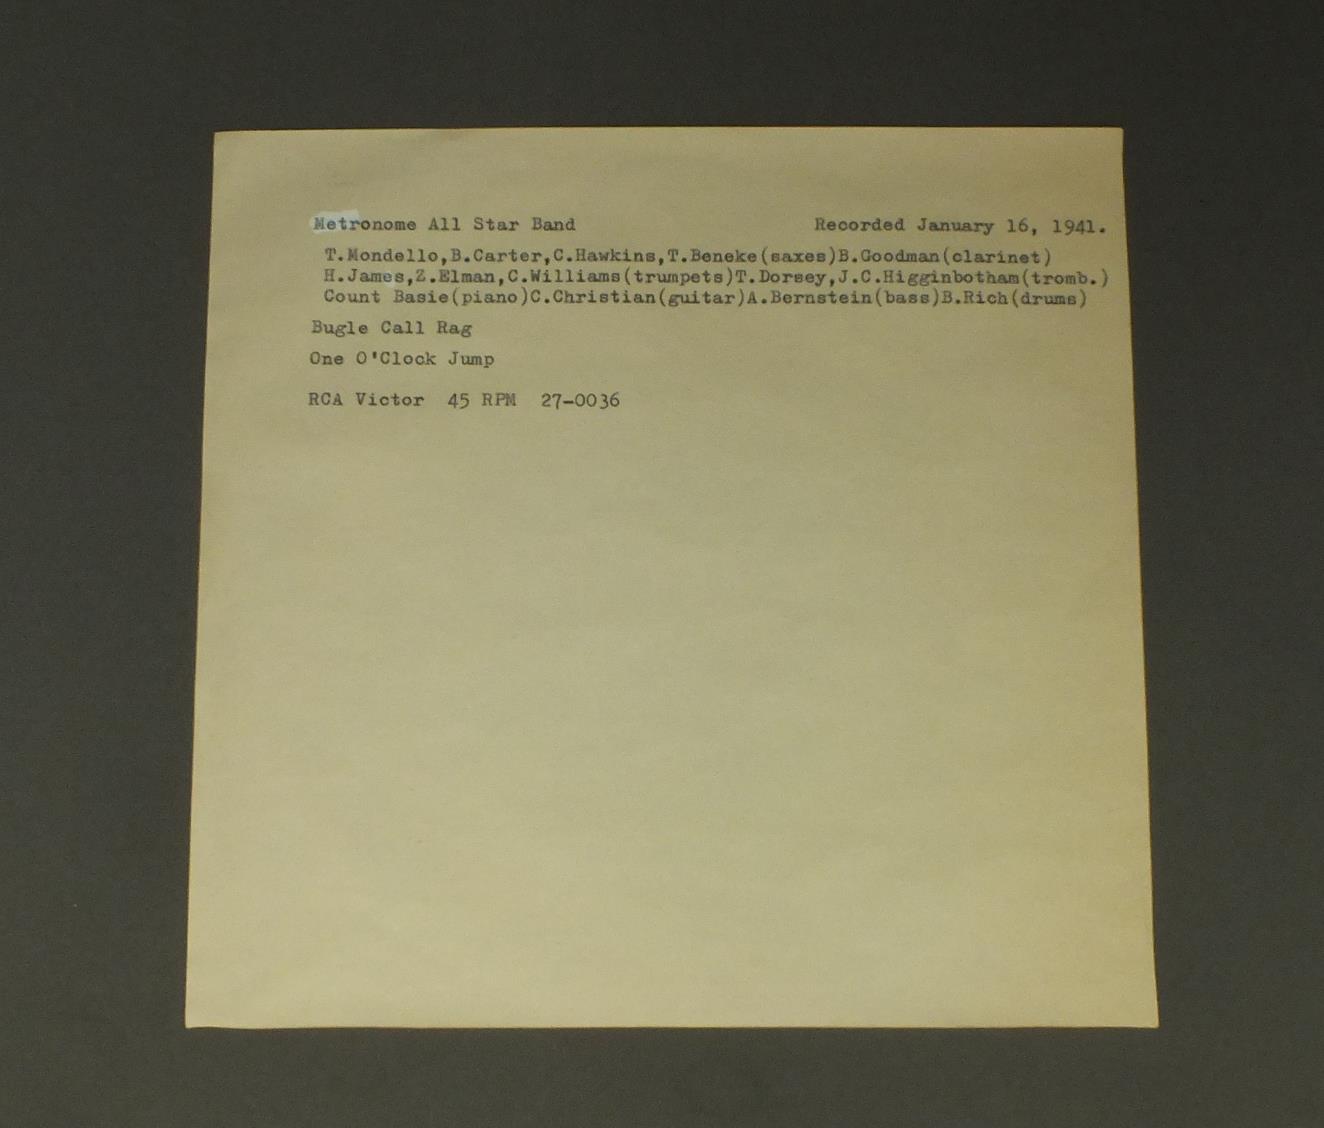 Metronome All Star Band Recorded January 16, 1941.
T.Mondello,B.Carter,C.Hawkins,T.Beneke(saxes)B.Goodman(clarinet)
H.James,Z.Elman,C.Williams(trumpets)T.Dorsey,J.C.Higginbotham(tromb.)
Count Basie(piano)C.Christian(guitar)A.Bernstein(bass)B.Rich(drums)
Bugle Call Rag
One O'Clock Jump
RCA Victor 45 RPM 27-0036